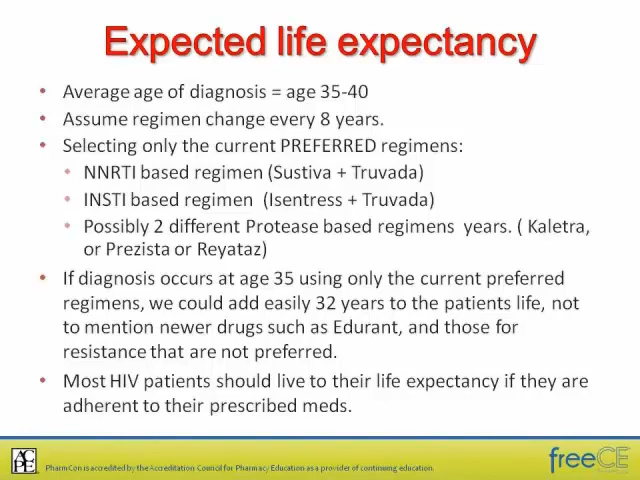 Expected life expectancy
• Average age of diagnosis = age 35-40
• Assume regimen change every 8 years.
• Selecting only the current PREFERRED regimens:
• NNRTI based regimen (Sustiva + Truvada)
• INSTI based regimen (Isentress + Truvada)
• Possibly 2 different Protease based regimens years. ( Kaletra,
or Prezista or Reyataz)
• If diagnosis occurs at age 35 using only the current preferred
regimens, we could add easily 32 years to the patients life, not
to mention newer drugs such as Edurant, and those for
resistance that are not preferred.
• Most HIV patients should live to their life expectancy if they are
adherent to their prescribed meds.
ACPE
PharmCon is accredited by the Accreditation Council for Pharmacy Education as a provider of continuing education.
freeCE